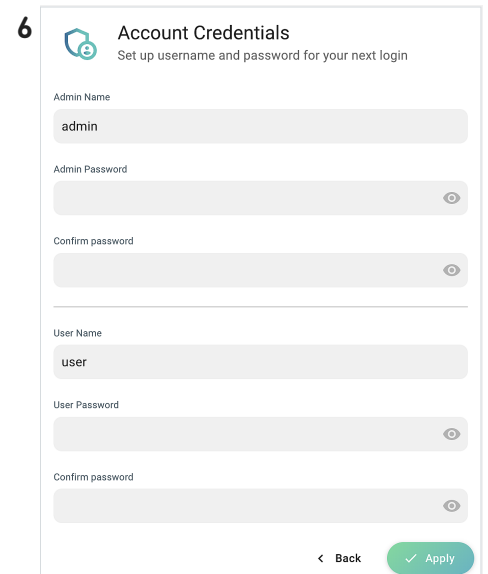 6
Account Credentials
Set up username and password for your next login
Admin Name
admin
Admin Password
Confirm password
User Name
user
User Password
Confirm password
Back
Apply